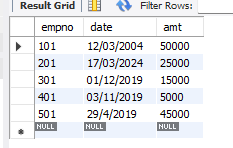 Result Grid Filter Rows:
empno date amt
101 12/03/2004 50000
201 17/03/2024 25000
301 01/12/2019 15000
401 03/11/2019 5000
501 29/4/2019 45000
NULL NULL NULL